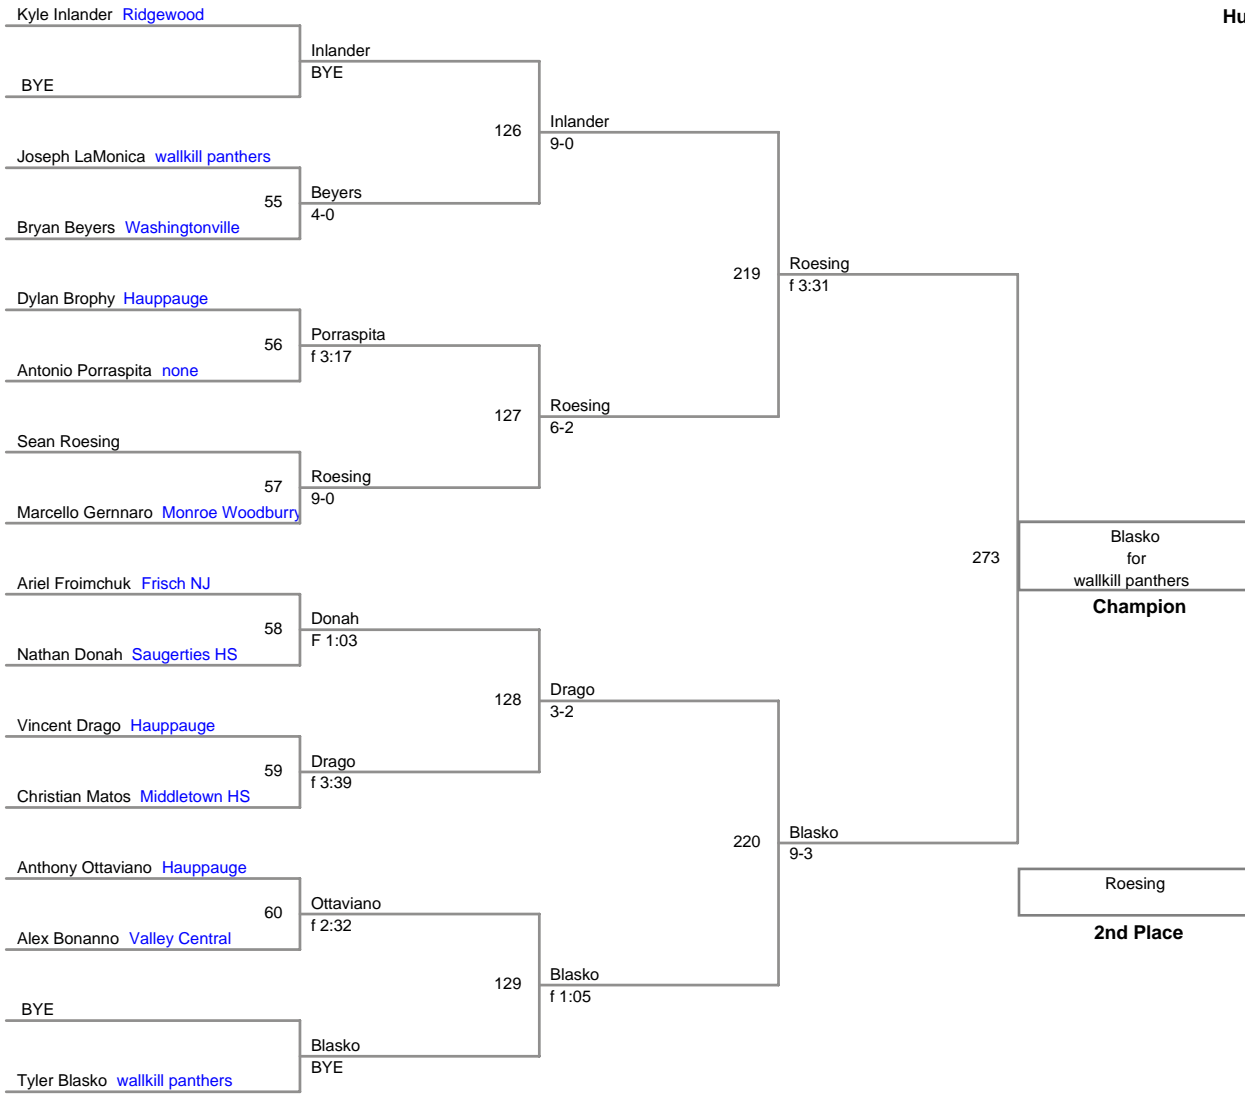 Kyle Inlander Ridgewood
Hu
Inlander
BYE
BYE
126
Inlander
9-0
Joseph LaMonica wallkill panthers
55
Beyers
4-0
Bryan Beyers Washingtonville
219
Roesing
f 3:31
Dylan Brophy Hauppauge
56
Porraspita
f 3:17
Antonio Porraspita none
127
Roesing
6-2
Sean Roesing
57
Roesing
9-0
Marcello Gernnaro Monroe Woodburry
273
Blasko
for
wallkill panthers
Champion
Ariel Froimchuk Frisch NJ
58
Donah
F 1:03
Nathan Donah Saugerties HS
128
Drago
3-2
Vincent Drago Hauppauge
59
Drago
f 3:39
Christian Matos Middletown HS
220
Blasko
9-3
Anthony Ottaviano Hauppauge
60
Ottaviano
f 2:32
Alex Bonanno Valley Central
Roesing
2nd Place
129
Blasko
f 1:05
BYE
Blasko
BYE
Tyler Blasko wallkill panthers